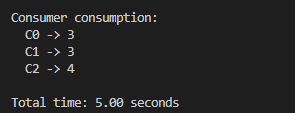 Consumer consumption:
C0 -> 3
C1 -> 3
C2 -> 4
Total time: 5.00 seconds